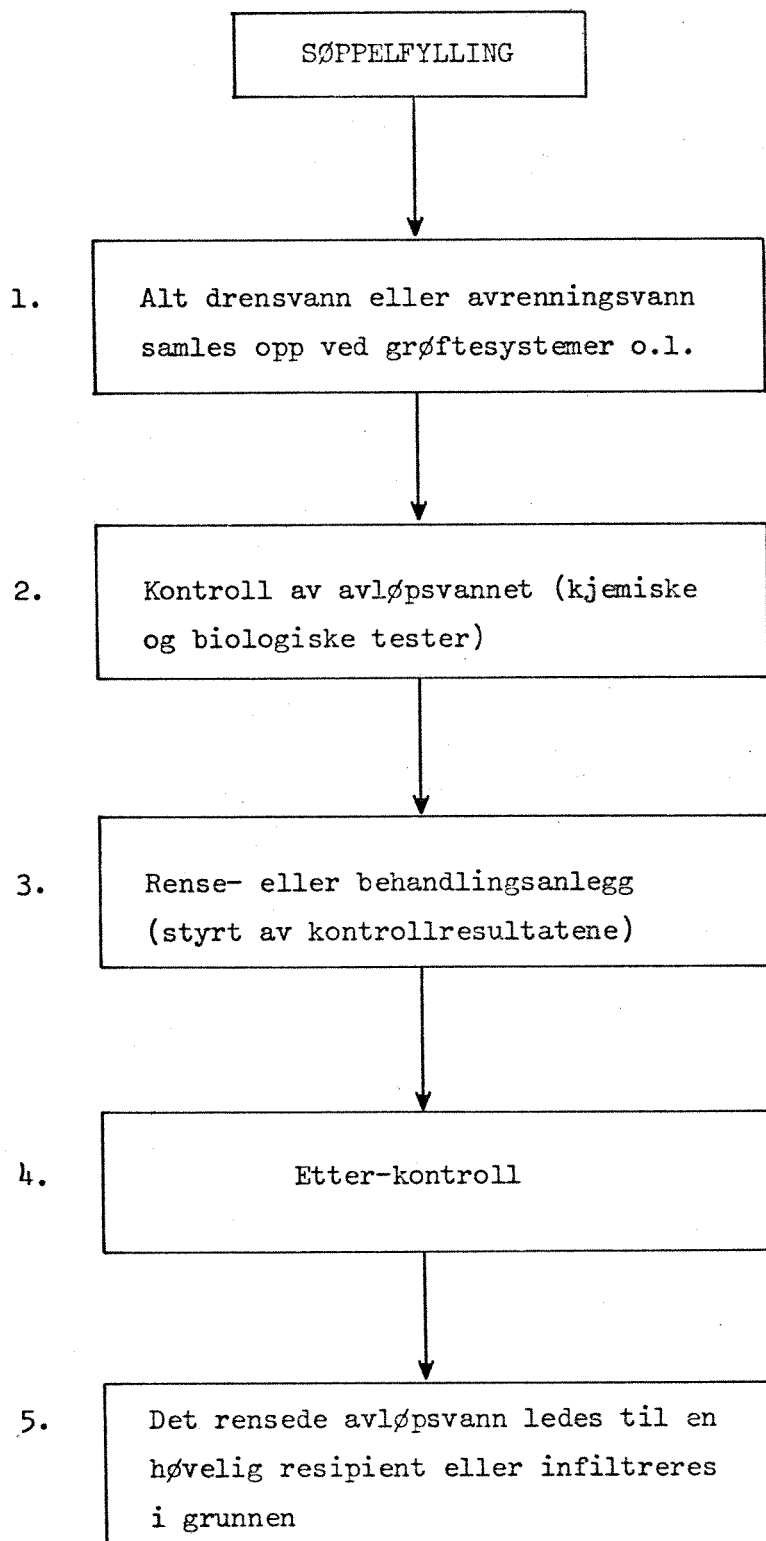 SØPPELFYLLING
1. Alt drensvann eller avrenningsvann
samles opp ved grøftesystemer o.l.
2. Kontroll av avløpsvannet (kjemiske
og biologiske tester)
3. Rense- eller behandlingsanlegg
(styrt av kontrollresultatene)
4. Etter-kontroll
5. Det rensede avløpsvann ledes til en
høvelig resipient eller infiltreres
i grunnen